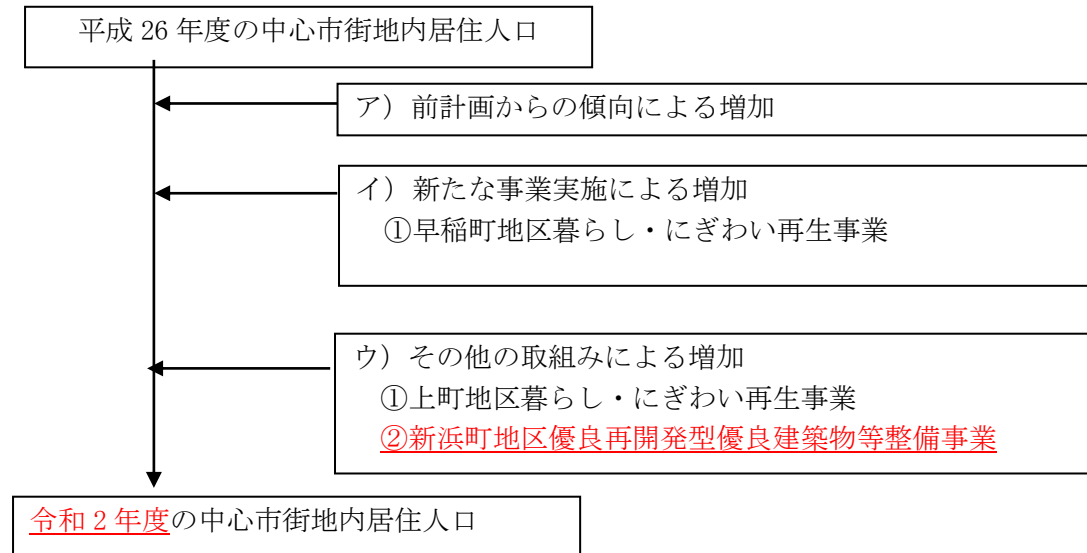 平成 26 年度の中心市街地内居住人口
ア）前計画からの傾向による増加
イ）新たな事業実施による増加
①早稲町地区暮らし・にぎわい再生事業
ウ）その他の取組みによる増加
①上町地区暮らし・にぎわい再生事業
②新浜町地区優良再開発型優良建築物等整備事業
令和 2 年度の中心市街地内居住人口